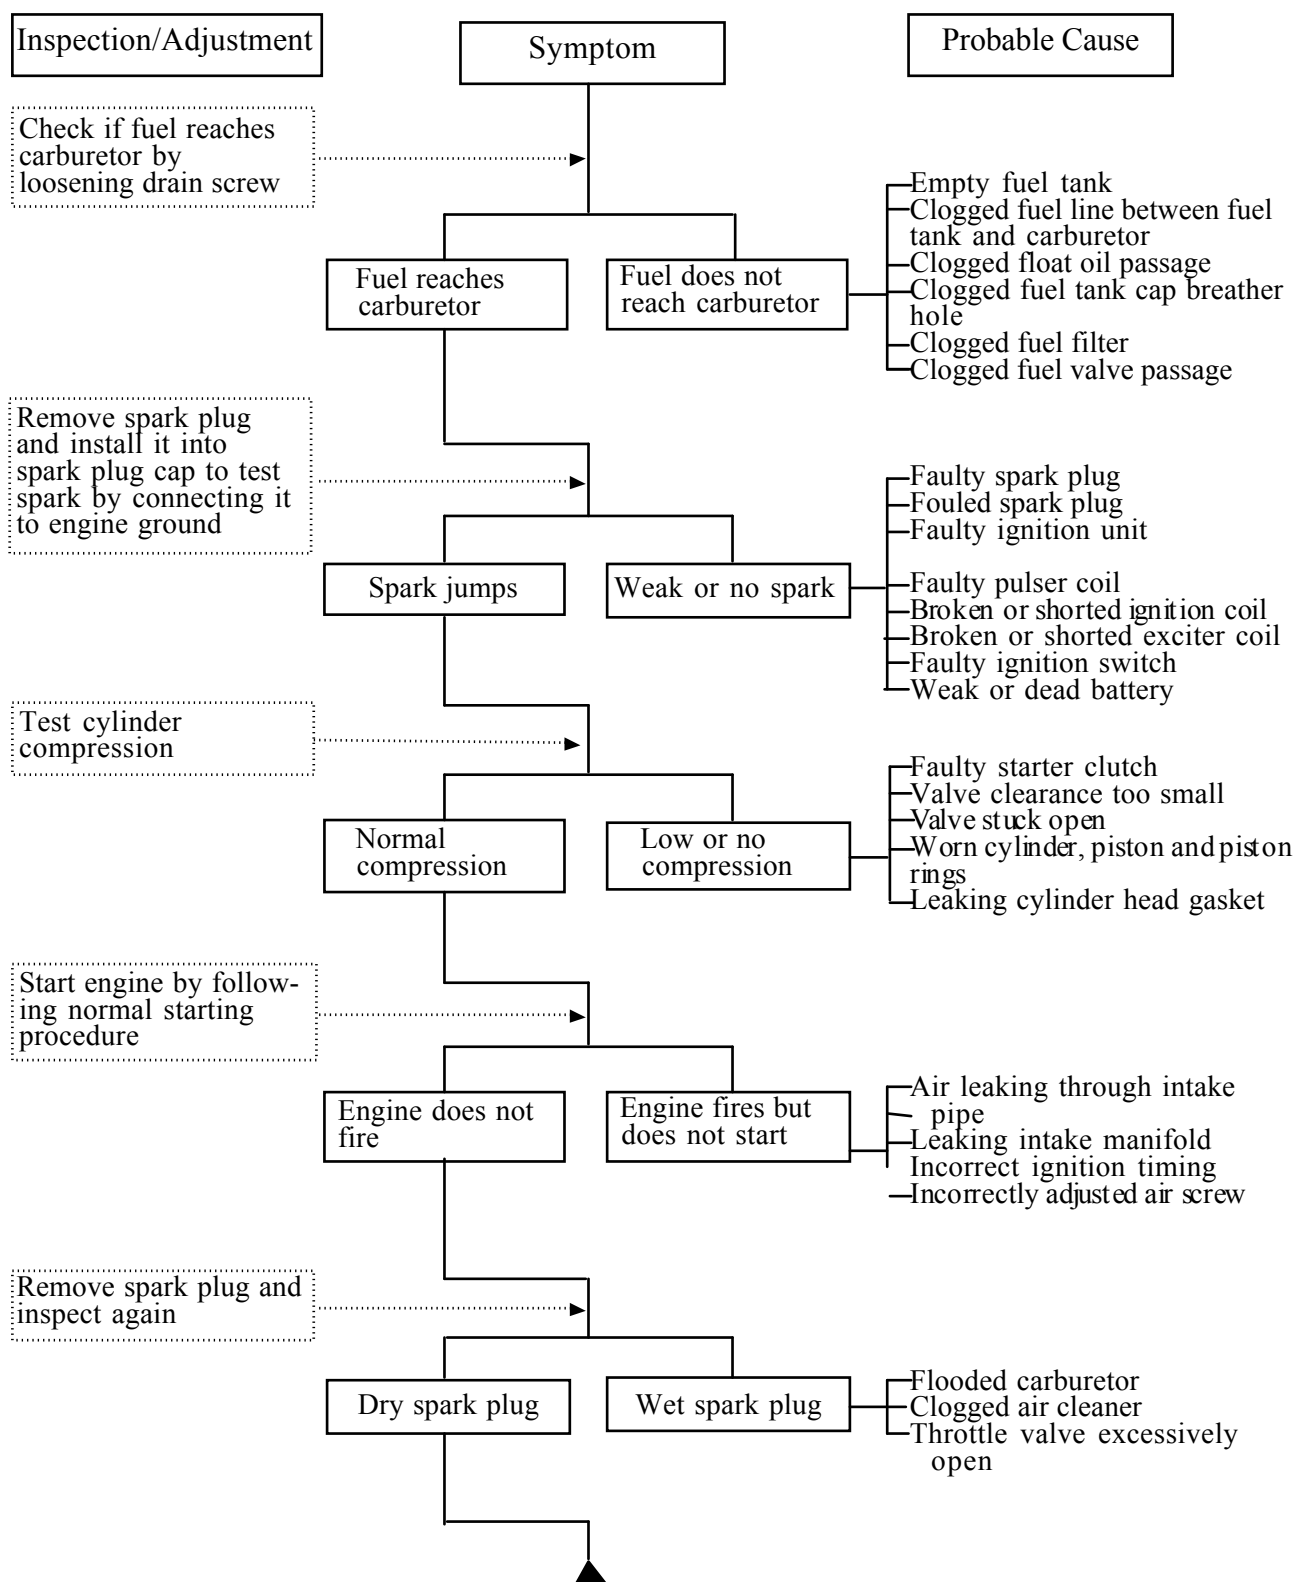 Inspection/Adjustment
Symptom
Probable Cause
Check if fuel reaches
carburetor by
loosening drain screw
Fuel reaches
carburetor
Fuel does not
reach carburetor
Empty fuel tank
Clogged fuel line between fuel
tank and carburetor
Clogged float oil passage
Clogged fuel tank cap breather
hole
Clogged fuel filter
Clogged fuel valve passage
Remove spark plug
and install it into
spark plug cap to test
spark by connecting it
to engine ground
Spark jumps
Weak or no spark
Faulty spark plug
Fouled spark plug
Faulty ignition unit
Faulty pulser coil
Broken or shorted ignition coil
Broken or shorted exciter coil
Faulty ignition switch
Weak or dead battery
Test cylinder
compression
Normal
compression
Low or no
compression
Faulty starter clutch
Valve clearance too small
Valve stuck open
Worn cylinder, piston and piston
rings
Leaking cylinder head gasket
Start engine by follow-
ing normal starting
procedure
Engine does not
fire
Engine fires but
does not start
Air leaking through intake
pipe
Leaking intake manifold
Incorrect ignition timing
Incorrectly adjusted air screw
Remove spark plug and
inspect again
Dry spark plug
Wet spark plug
Flooded carburetor
Clogged air cleaner
Throttle valve excessively
open